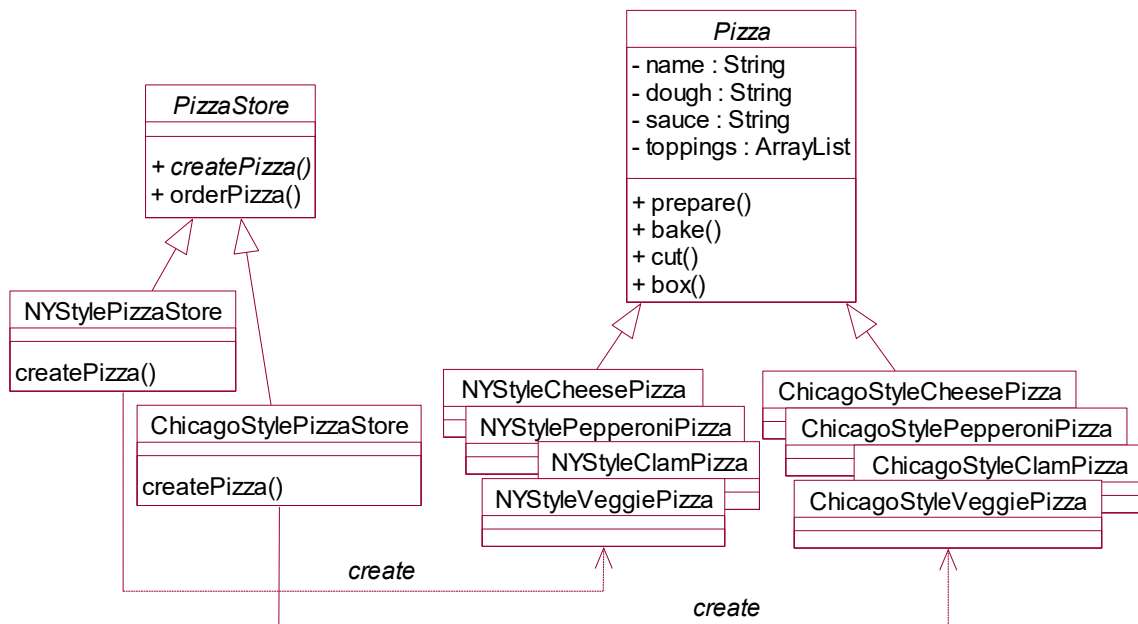 Pizza
- name : String
- dough : String
- sauce : String
- toppings : ArrayList
+ prepare()
+ bake()
+ cut()
+ box()
PizzaStore
+ createPizza()
+ orderPizza()
NYStylePizzaStore
createPizza()
ChicagoStylePizzaStore
createPizza()
NYStyleCheesePizza
NYStylePepperoniPizza
NYStyleClamPizza
NYStyleVeggiePizza
ChicagoStyleCheesePizza
ChicagoStylePepperoniPizza
ChicagoStyleClamPizza
ChicagoStyleVeggiePizza
create
create